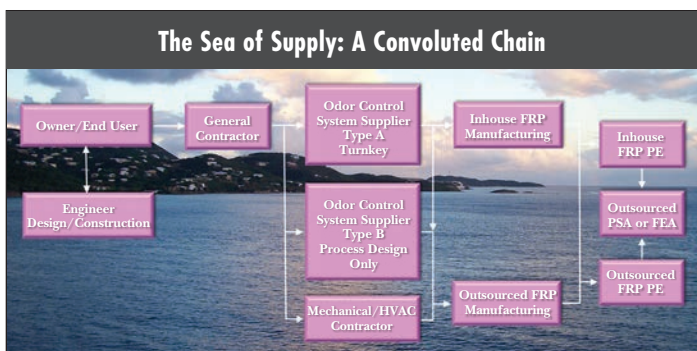 The Sea of Supply: A Convoluted Chain
Owner/End User
General
Contractor
Odor Control
System Supplier
Type A
Turnkey
Inhouse FRP
Manufacturing
Inhouse
FRP PE
Engineer
Design/Construction
Odor Control
System Supplier
Type B
Process Design
Only
Outsourced
PSA or FEA
Mechanical/HVAC
Contractor
Outsourced FRP
Manufacturing
Outsourced
FRP PE